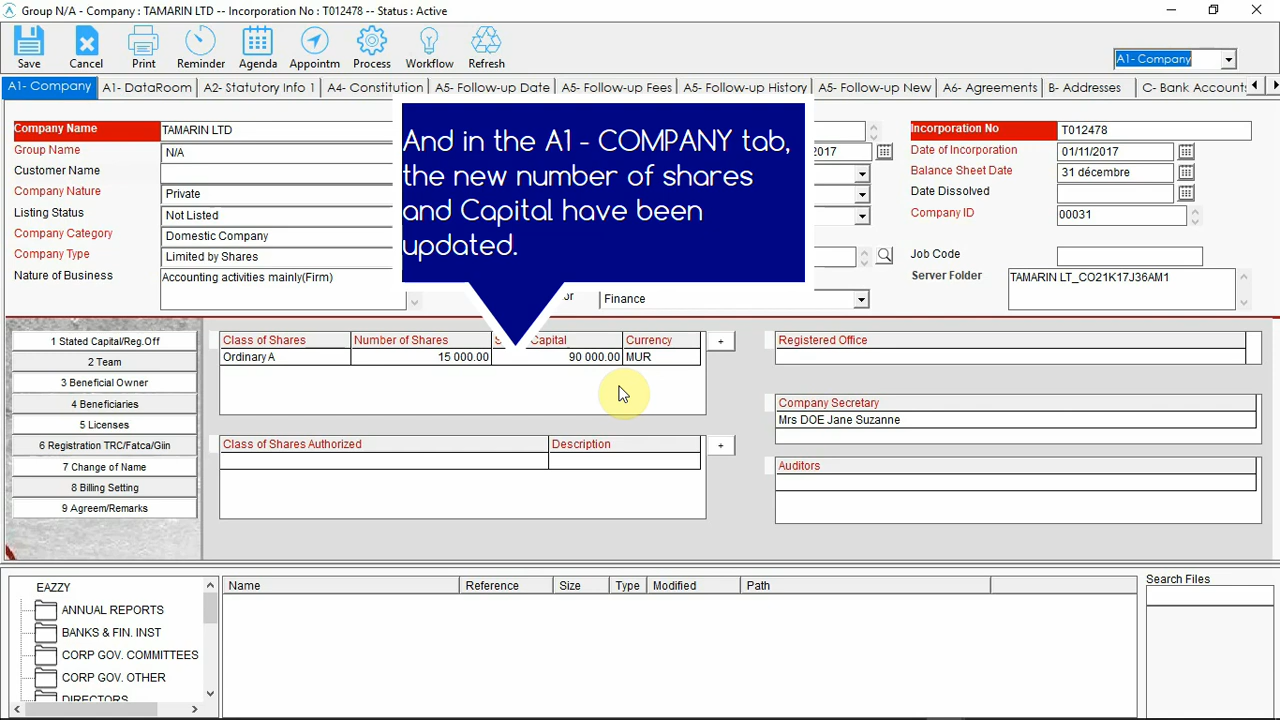 Group N/A - Company : TAMARIN LTD -- Incorporation No : T012478 -- Status : Active
Save Cancel Print Reminder Agenda Appointm Process Workflow Refresh
A1- Company
A1- Company A1- DataRoom A2- Statutory Info 1 A4- Constitution A5- Follow-up Date A5- Follow-up Fees A5- Follow-up History A5- Follow-up New A6- Agreements B- Addresses C- Bank Accounts
And in the A1 - COMPANY tab,
the new number of shares
and Capital have been
updated.
Company Name TAMARIN LTD
Group Name N/A
Customer Name
Company Nature Private
Listing Status Not Listed
Company Category Domestic Company
Company Type Limited by Shares
Nature of Business Accounting activities mainly(Firm)
2017
or Finance
Incorporation No T012478
Date of Incorporation 01/11/2017
Balance Sheet Date 31 décembre
Date Dissolved
Company ID 00031
Job Code
Server Folder TAMARIN LT_CO21K17J36AM1
1 Stated Capital/Reg.Off
2 Team
3 Beneficial Owner
4 Beneficiaries
5 Licenses
6 Registration TRC/Fatca/Giin
7 Change of Name
8 Billing Setting
9 Agreem/Remarks
Class of Shares Number of Shares Capital Currency +
Ordinary A 15 000.00 90 000.00 MUR
Class of Shares Authorized Description +
Registered Office
Company Secretary
Mrs DOE Jane Suzanne
Auditors
EAZZY
ANNUAL REPORTS
BANKS & FIN. INST
CORP GOV. COMMITTEES
CORP GOV. OTHER
DIRECTORS
Name Reference Size Type Modified Path
Search Files